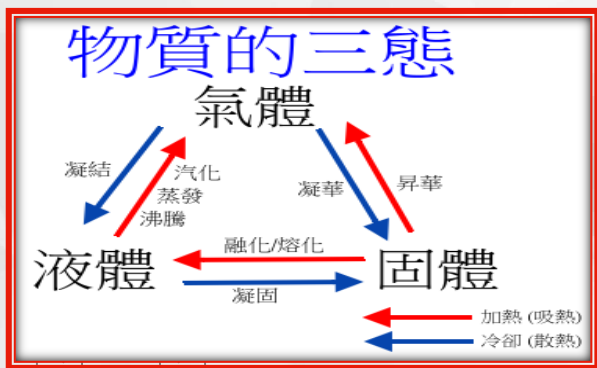 物質的三態
氣體
凝結
汽化
蒸發
沸騰
凝華
昇華
液體
融化/熔化
固體
凝固
加熱 (吸熱)
冷卻 (散熱)